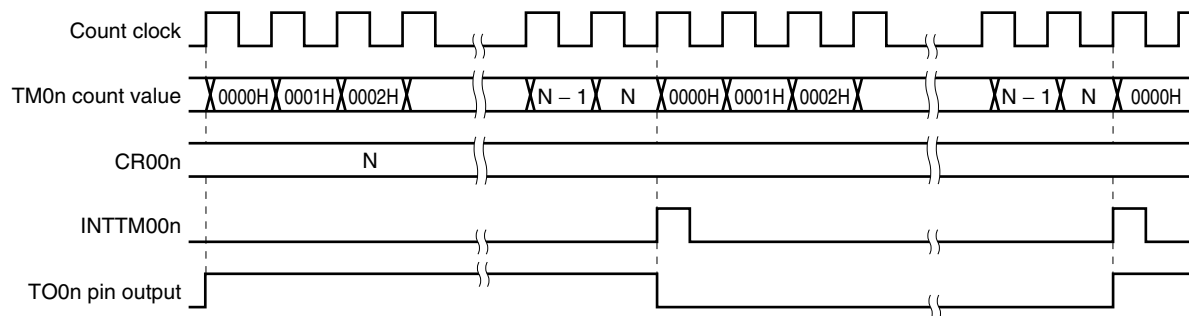 Count clock
TM0n count value 0000H 0001H 0002H N − 1 N 0000H 0001H 0002H N − 1 N 0000H
CR00n N
INTTM00n
TO0n pin output